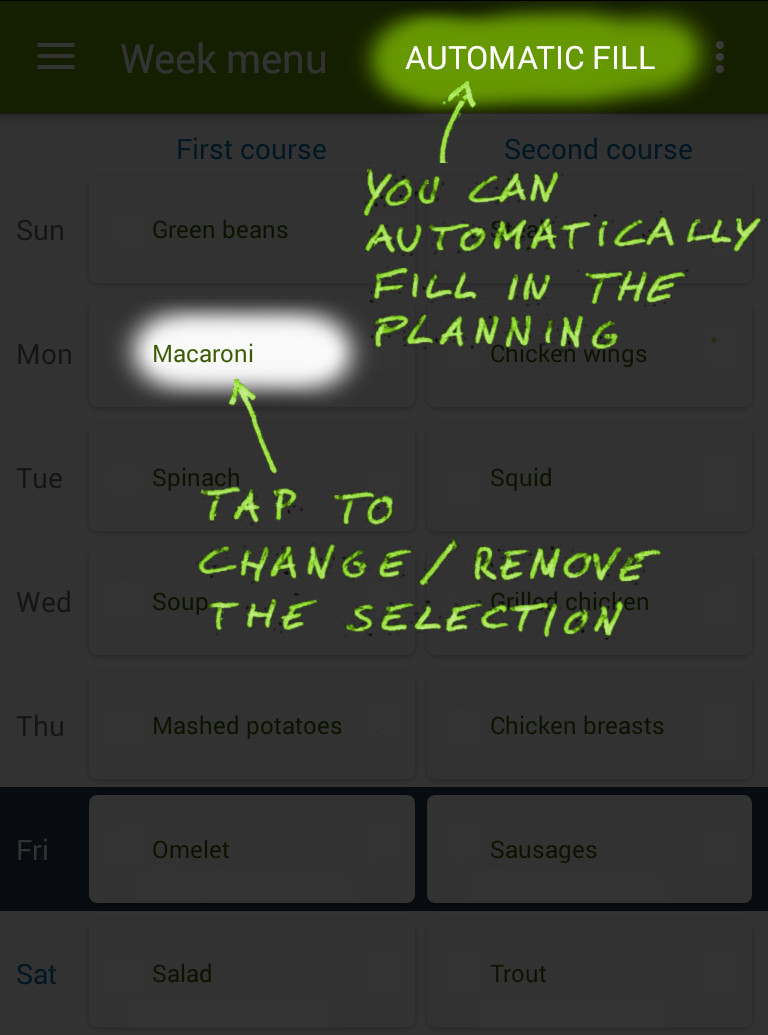 Week menu AUTOMATIC FILL
First course Second course
YOU CAN
AUTOMATICALLY
FILL IN THE
PLANNING
Sun Green beans
Mon Macaroni Chicken wings
Tue Spinach Squid
TAP TO
CHANGE/REMOVE
THE SELECTION
Wed Soup Grilled chicken
Thu Mashed potatoes Chicken breasts
Fri Omelet Sausages
Sat Salad Trout